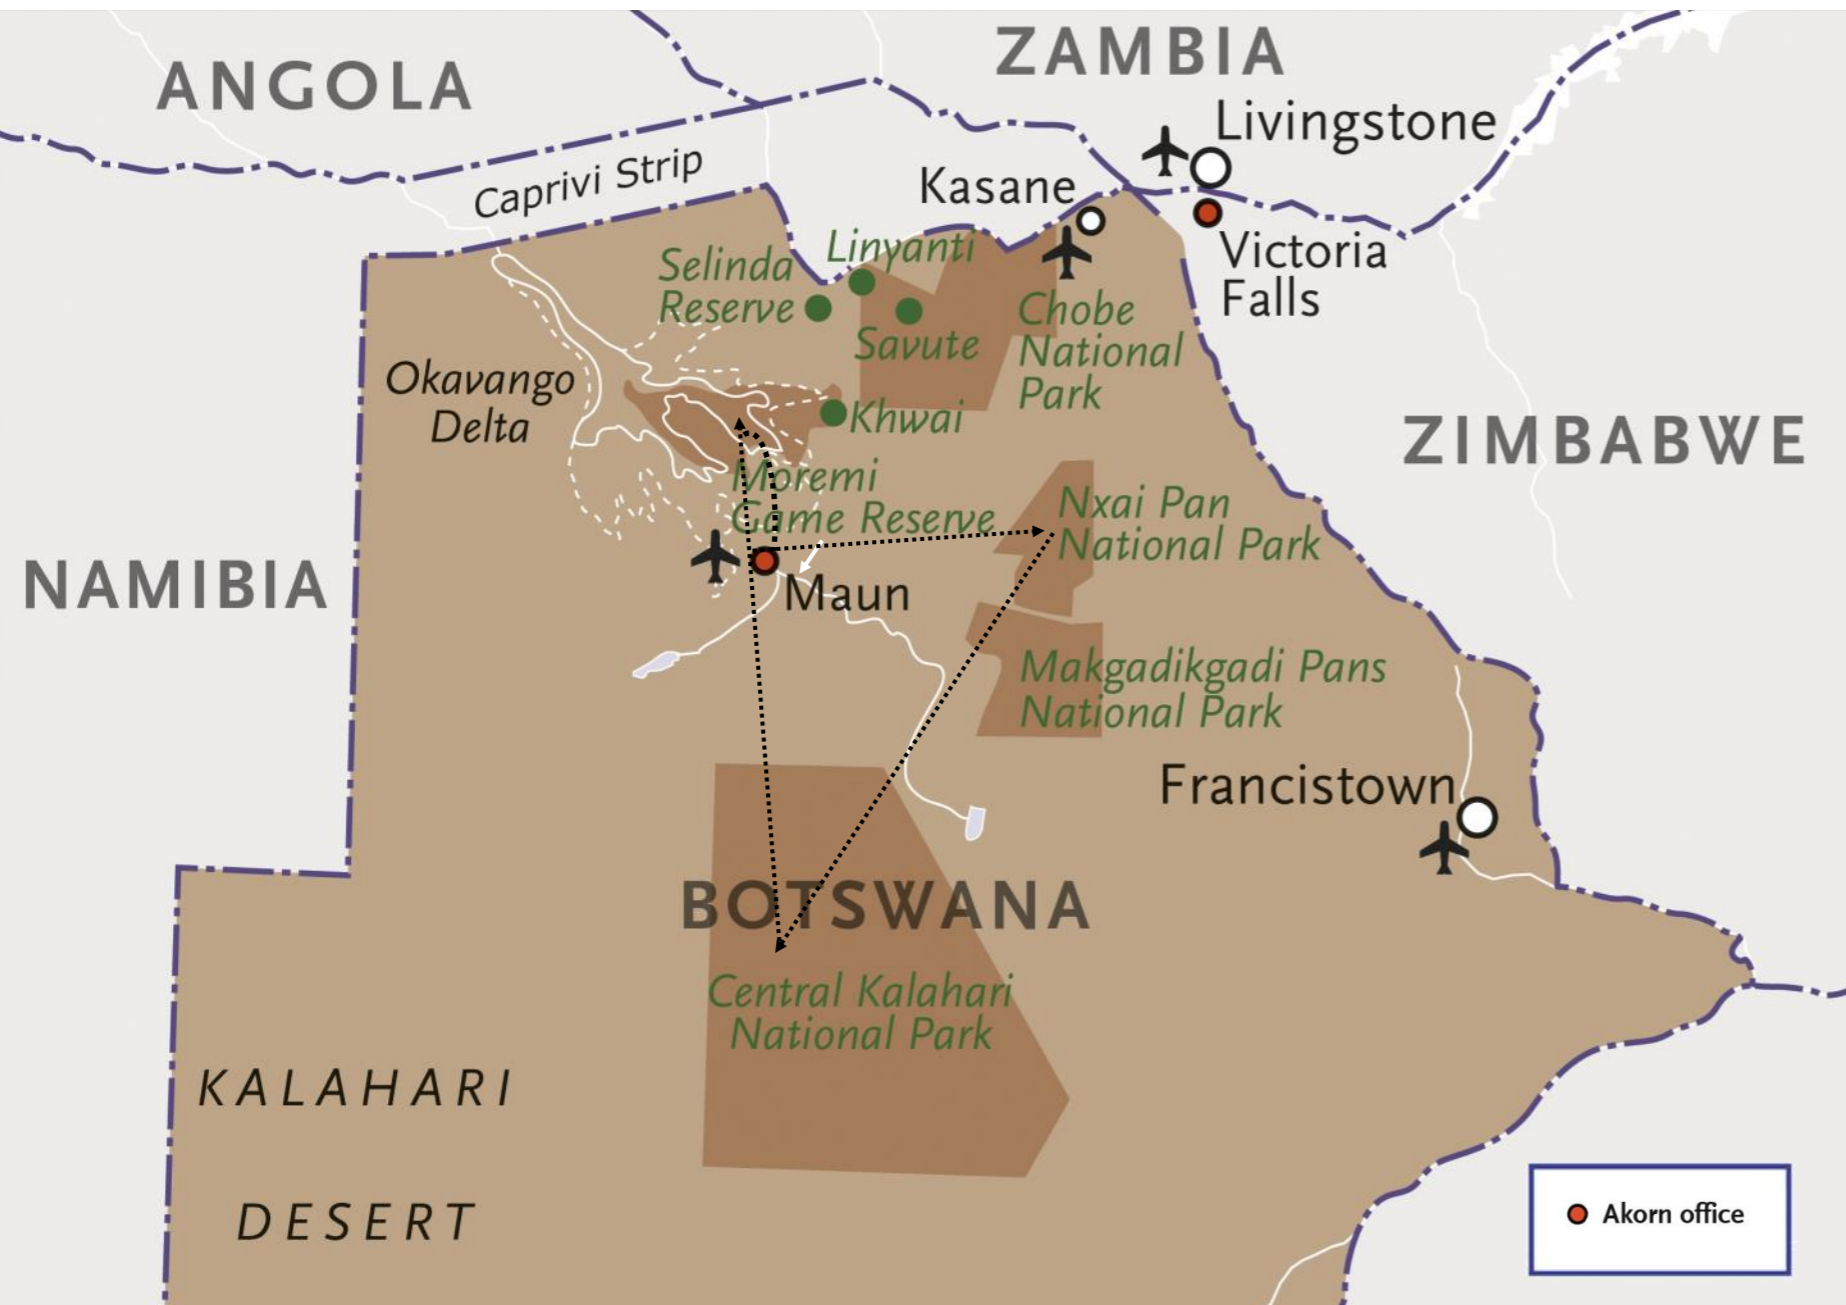 ANGOLA
ZAMBIA
Livingstone
Caprivi Strip
Kasane
Victoria
Falls
Linyanti
Selinda
Reserve
Savute
Chobe
National
Park
Okavango
Delta
Khwai
Moremi
Game Reserve
ZIMBABWE
Nxai Pan
National Park
NAMIBIA
Maun
Makgadikgadi Pans
National Park
Francistown
BOTSWANA
Central Kalahari
National Park
KALAHARI
DESERT
Akorn office